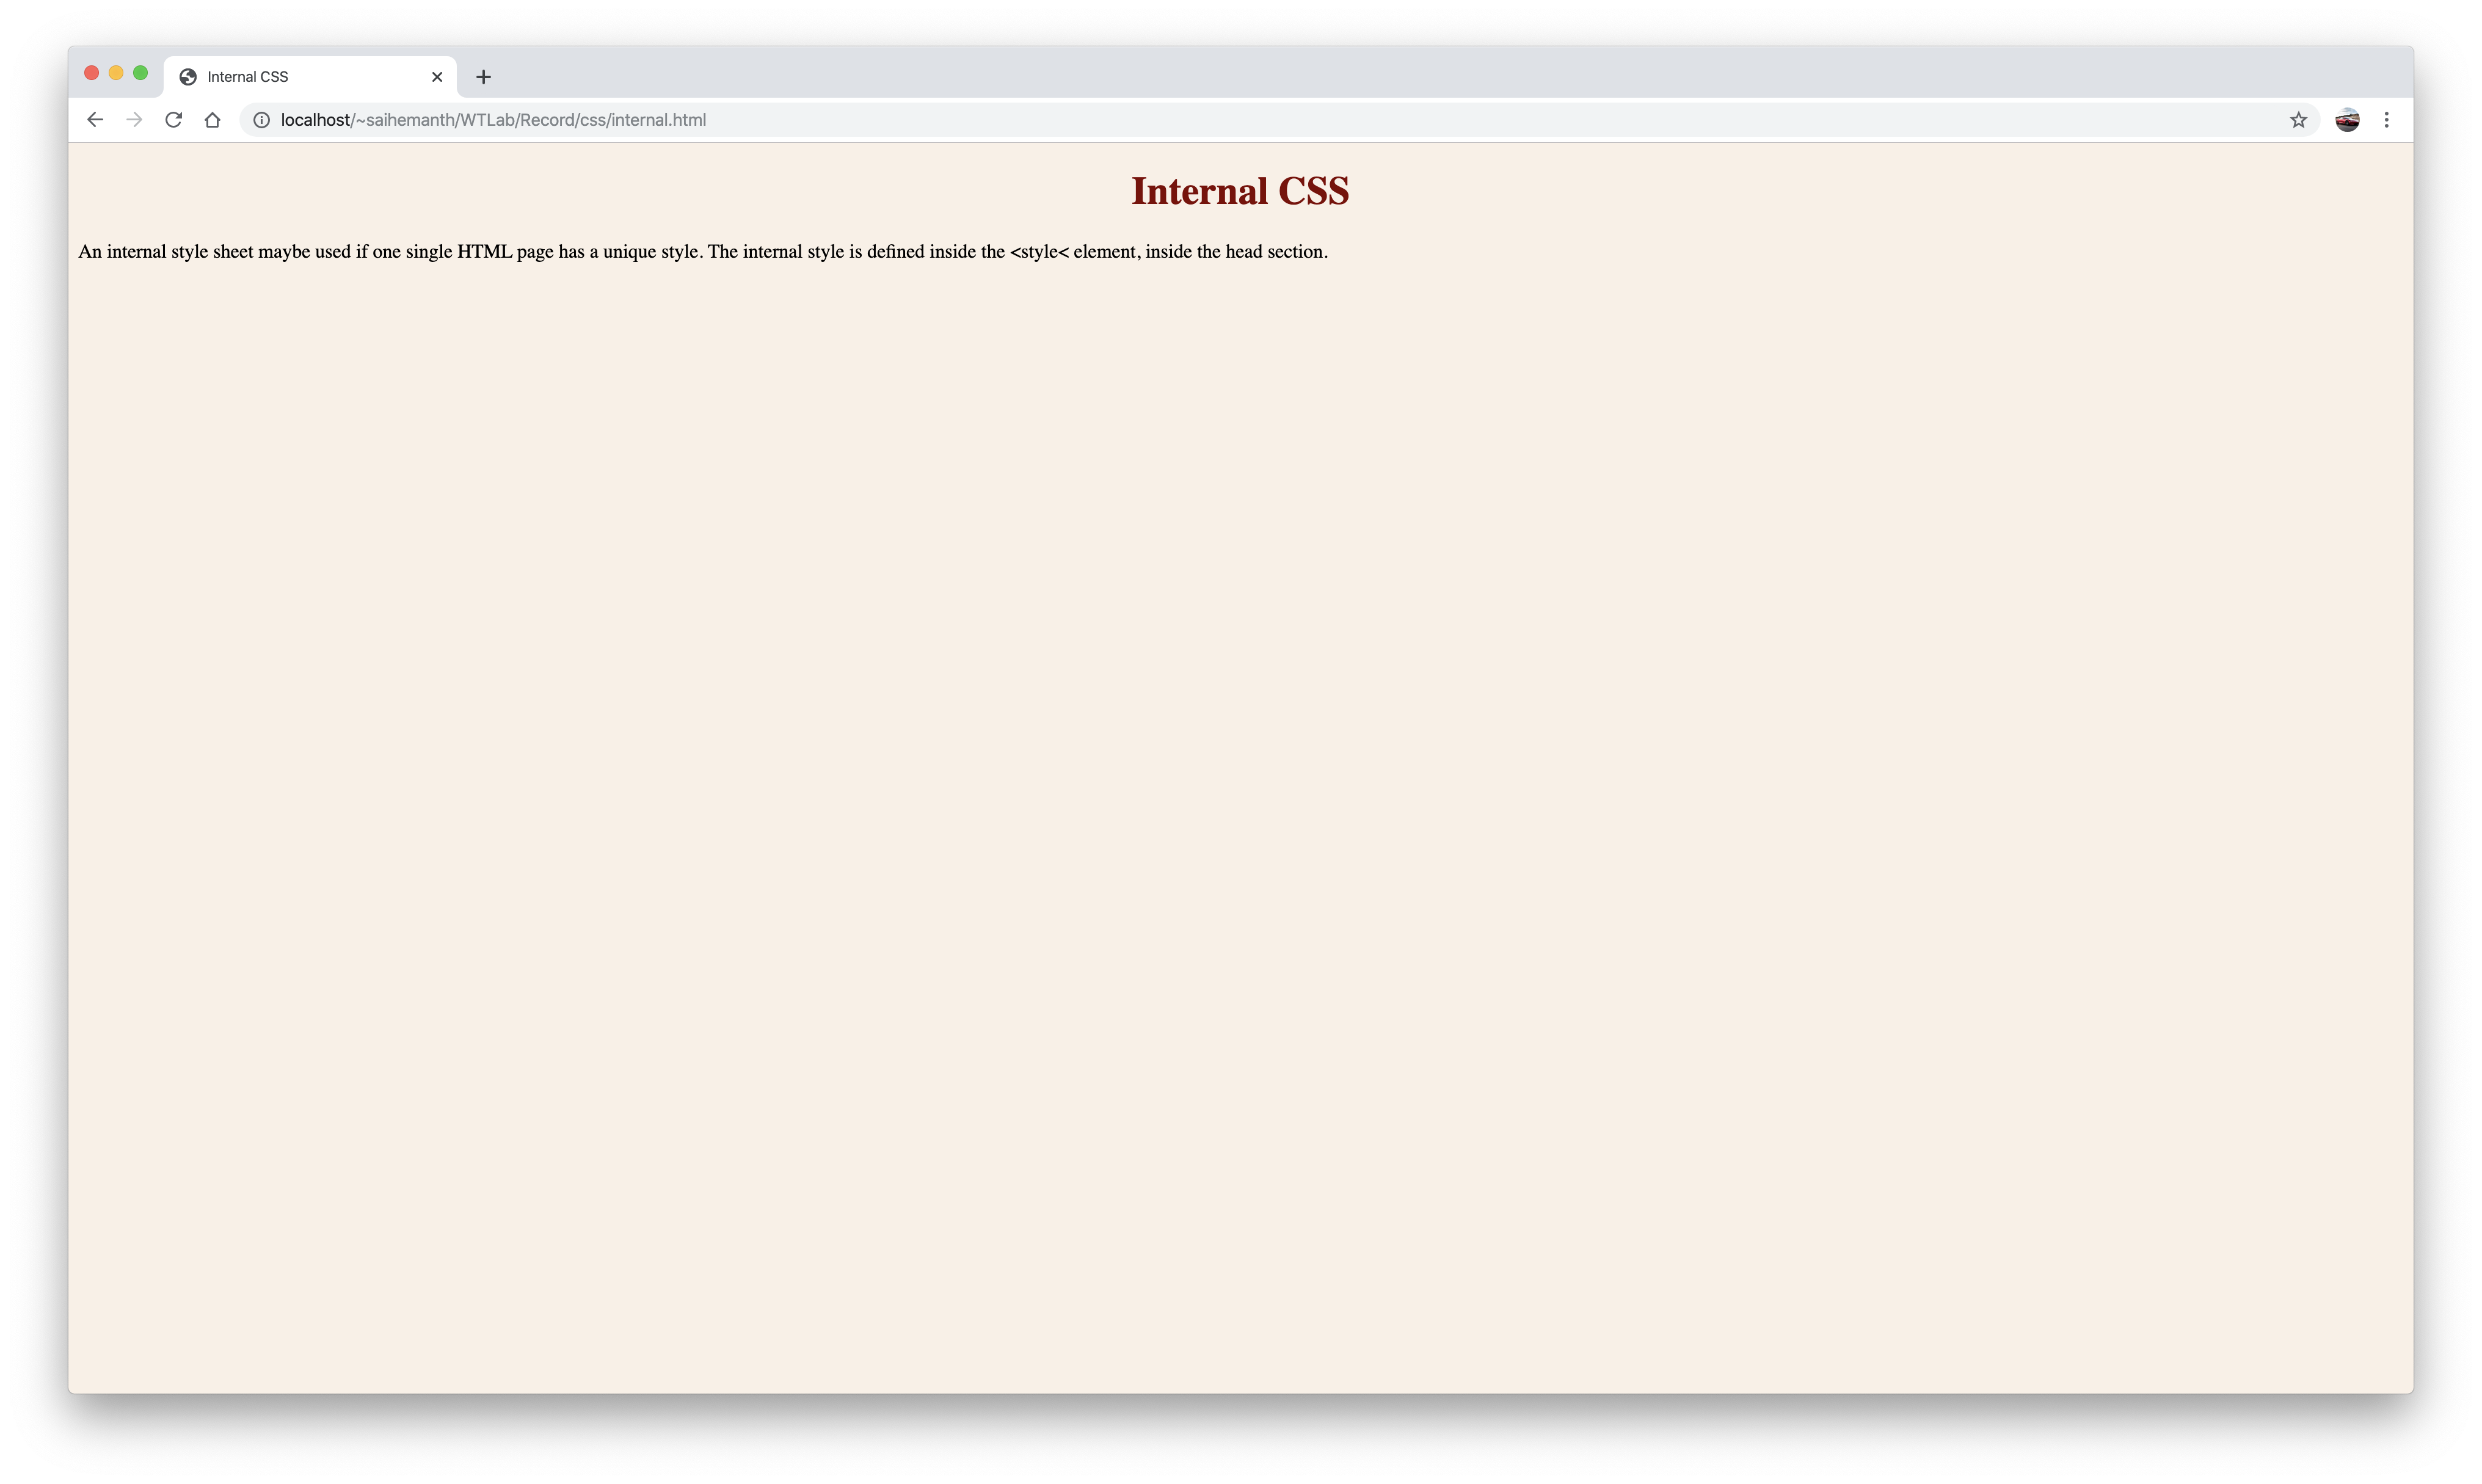 Internal CSS
localhost/~saihemanth/WTLab/Record/css/internal.html
Internal CSS
An internal style sheet maybe used if one single HTML page has a unique style. The internal style is defined inside the <style< element, inside the head section.